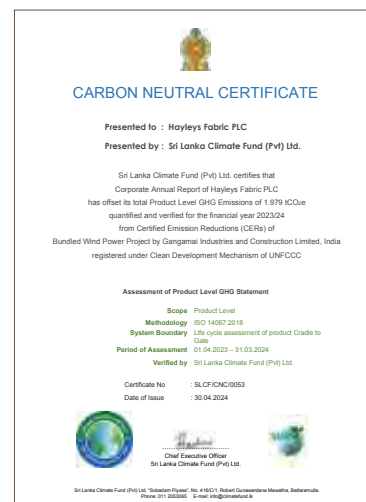 CARBON NEUTRAL CERTIFICATE
Presented to : Hayleys Fabric PLC
Presented by : Sri Lanka Climate Fund (Pvt) Ltd.
Sri Lanka Climate Fund (Pvt) Ltd. certifies that
Corporate Annual Report of Hayleys Fabric PLC
has offset its total Product Level GHG Emissions of 1.979 tCO₂e
quantified and verified for the financial year 2023/24
from Certified Emission Reductions (CERs) of
Bundled Wind Power Project by Gangamai Industries and Construction Limited, India
registered under Clean Development Mechanism of UNFCCC
Assessment of Product Level GHG Statement
Scope Product Level
Methodology ISO 14067:2018
System Boundary Life cycle assessment of product Cradle to
Gate
Period of Assessment 01.04.2023 – 31.03.2024
Verified by Sri Lanka Climate Fund (Pvt) Ltd.
Certificate No : SLCF/CNC/0053
Date of Issue : 30.04.2024
Chief Executive Officer
Sri Lanka Climate Fund (Pvt) Ltd.
Sri Lanka Climate Fund (Pvt) Ltd, "Sobadam Piyasa", No. 416/C/1, Robert Gunawardana Mawatha, Battaramulla.
Phone: 011 2053065 E-mail: info@climatefund.lk